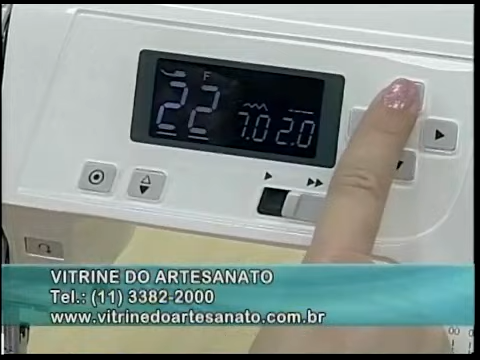 F
22 7.0 2.0
VITRINE DO ARTESANATO
Tel.: (11) 3382-2000
www.vitrinedoartesanato.com.br